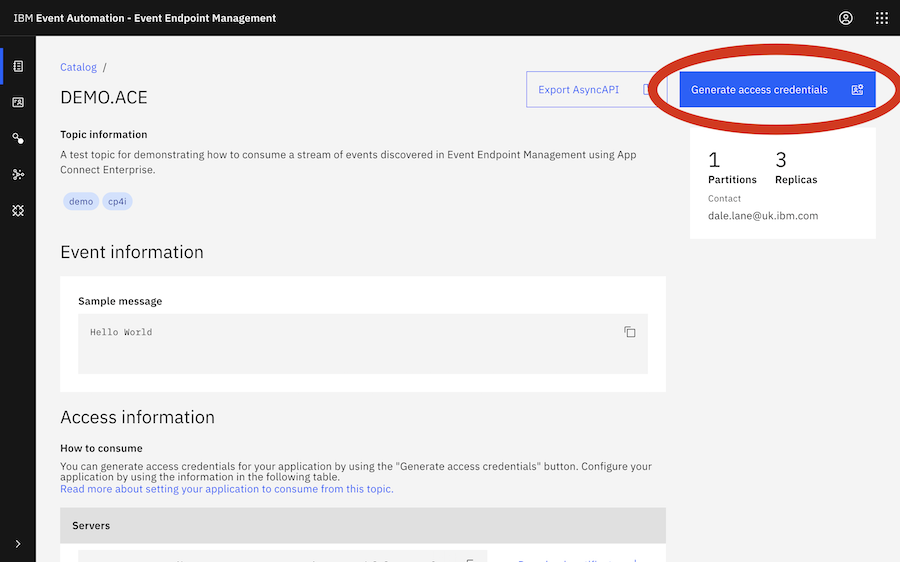 IBM Event Automation - Event Endpoint Management
Catalog /
DEMO.ACE
Export AsyncAPI
Generate access credentials
Topic information
A test topic for demonstrating how to consume a stream of events discovered in Event Endpoint Management using App
Connect Enterprise.
demo
cp4i
1
Partitions
3
Replicas
Contact
dale.lane@uk.ibm.com
Event information
Sample message
Hello World
Access information
How to consume
You can generate access credentials for your application by using the "Generate access credentials" button. Configure your
application by using the information in the following table.
Read more about setting your application to consume from this topic.
Servers